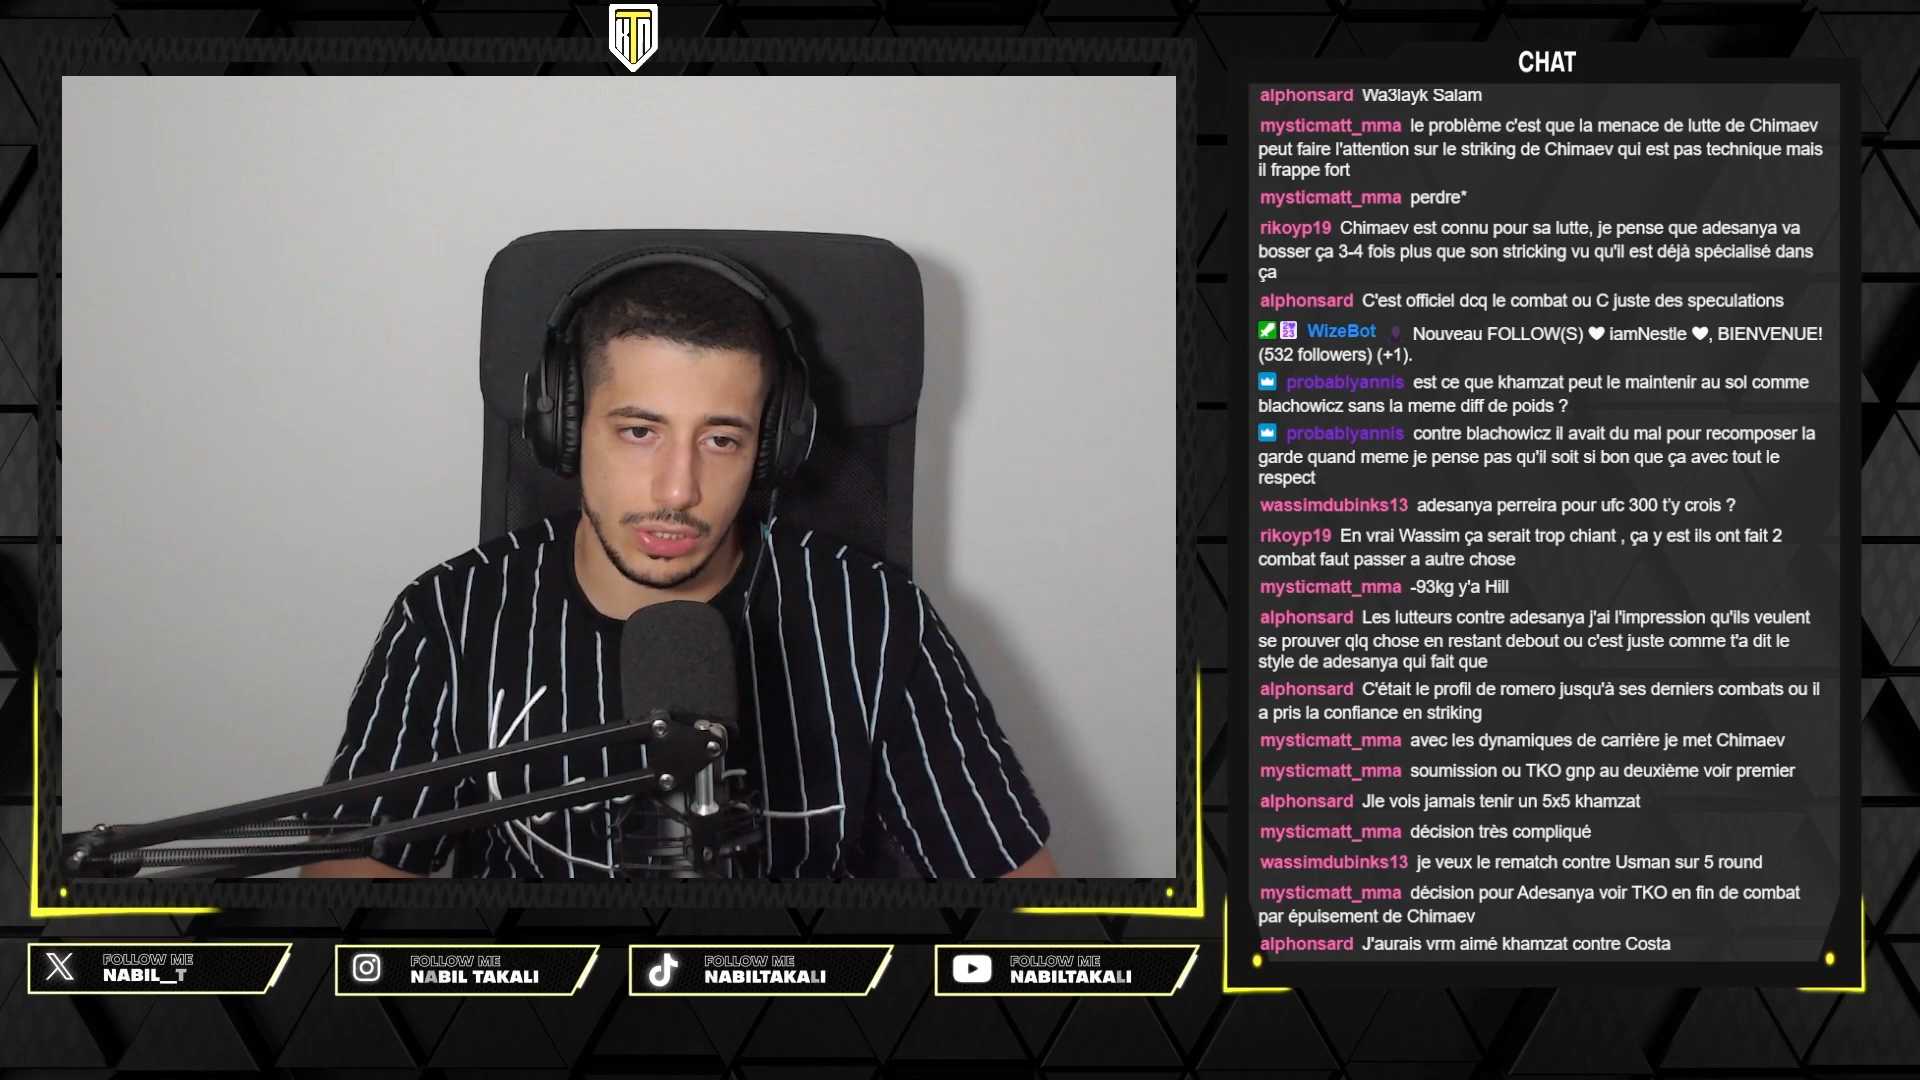 CHAT
alphonsard Wa3layk Salam
mysticmatt_mma le problème c'est que la menace de lutte de Chimaev
peut faire l'attention sur le striking de Chimaev qui est pas technique mais
il frappe fort
mysticmatt_mma perdre*
rikoyp19 Chimaev est connu pour sa lutte, je pense que adesanya va
bosser ça 3-4 fois plus que son stricking vu qu'il est déjà spécialisé dans
ça
alphonsard C'est officiel dcq le combat ou C juste des speculations
WizeBot Nouveau FOLLOW(S) ♥ iamNestle ♥, BIENVENUE!
(532 followers) (+1).
probablyannis est ce que khamzat peut le maintenir au sol comme
blachowicz sans la meme diff de poids ?
probablyannis contre blachowicz il avait du mal pour recomposer la
garde quand meme je pense pas qu'il soit si bon que ça avec tout le
respect
wassimdubinks13 adesanya perreira pour ufc 300 t'y crois ?
rikoyp19 En vrai Wassim ça serait trop chiant , ça y est ils ont fait 2
combat faut passer a autre chose
mysticmatt_mma -93kg y'a Hill
alphonsard Les lutteurs contre adesanya j'ai l'impression qu'ils veulent
se prouver qlq chose en restant debout ou c'est juste comme t'a dit le
style de adesanya qui fait que
alphonsard C'était le profil de romero jusqu'à ses derniers combats ou il
a pris la confiance en striking
mysticmatt_mma avec les dynamiques de carrière je met Chimaev
mysticmatt_mma soumission ou TKO gnp au deuxième voir premier
alphonsard Jle vois jamais tenir un 5x5 khamzat
mysticmatt_mma décision très compliqué
wassimdubinks13 je veux le rematch contre Usman sur 5 round
mysticmatt_mma décision pour Adesanya voir TKO en fin de combat
par épuisement de Chimaev
alphonsard J'aurais vrm aimé khamzat contre Costa
FOLLOW ME
NABIL__T
FOLLOW ME
NABIL TAKALI
FOLLOW ME
NABILTAKALI
FOLLOW ME
NABILTAKALI